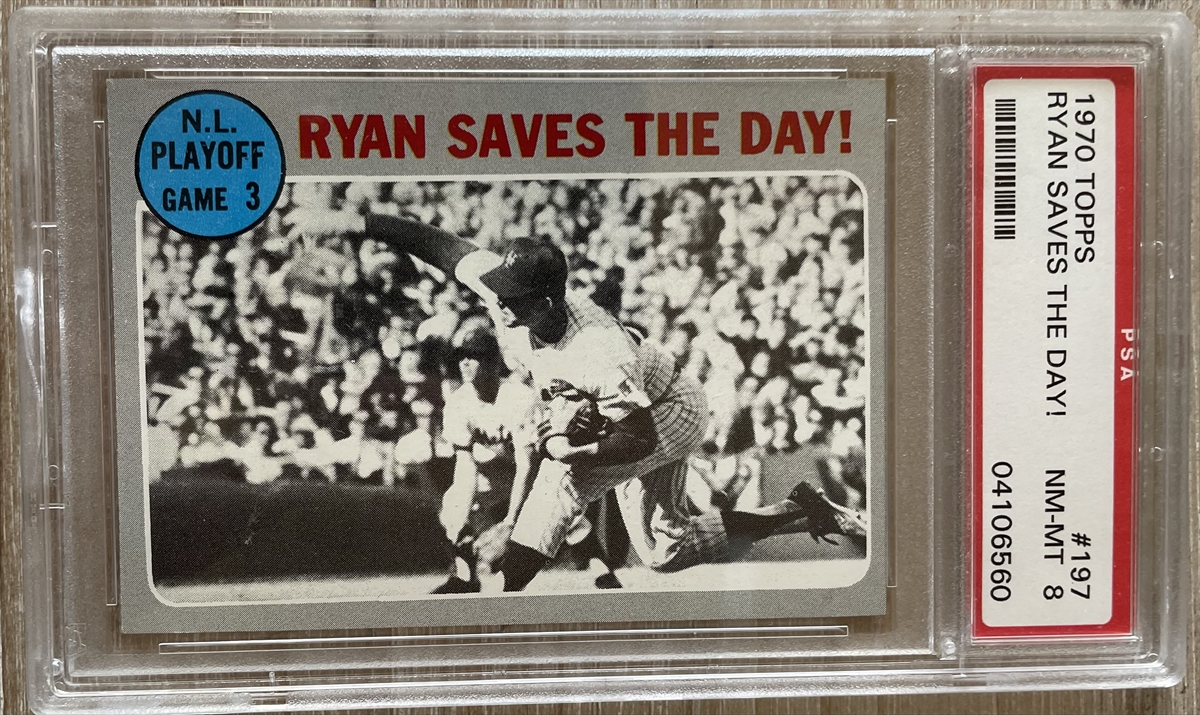 N.L.
PLAYOFF
GAME 3
RYAN SAVES THE DAY!
1970 TOPPS #197
RYAN SAVES THE DAY! NM-MT 8
04106560
PSA